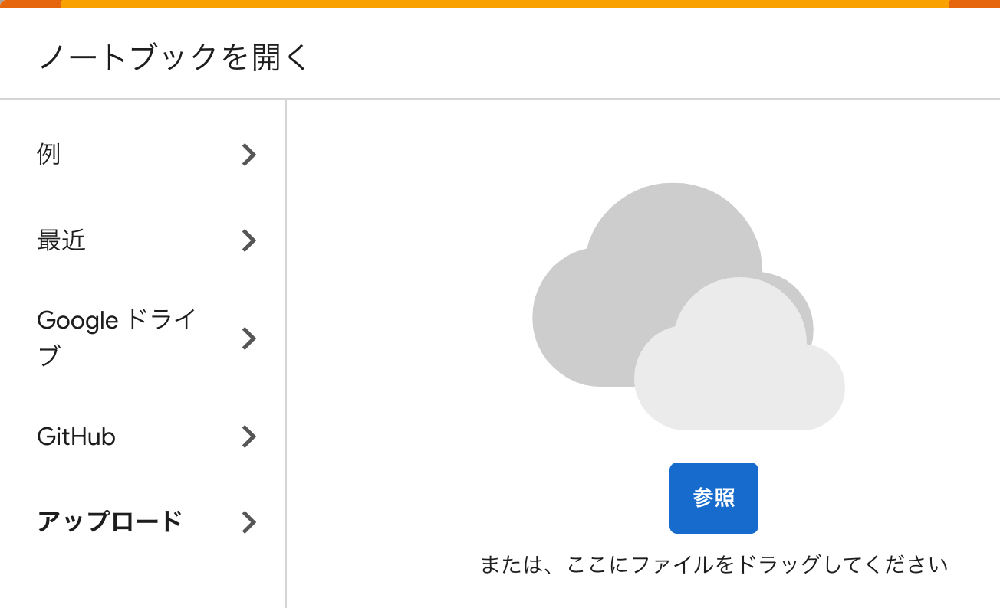 ノートブックを開く
例
最近
Google ドライ
ブ
GitHub
アップロード
参照
または、ここにファイルをドラッグしてください